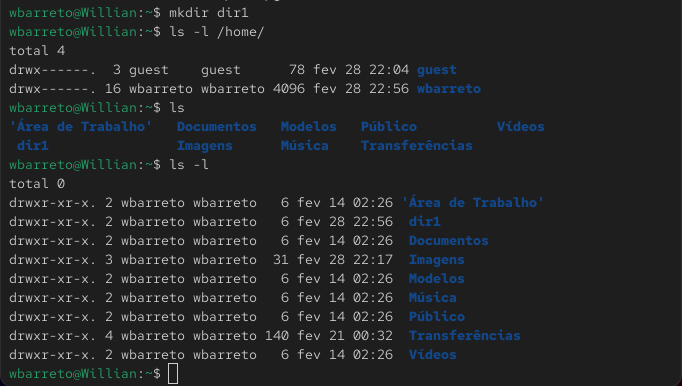 wbarreto@Willian:~$ mkdir dir1
wbarreto@Willian:~$ ls -l /home/
total 4
drwx------.  3 guest    guest      78 fev 28 22:04 guest
drwx------. 16 wbarreto wbarreto 4096 fev 28 22:56 wbarreto
wbarreto@Willian:~$ ls
'Área de Trabalho'   Documentos   Modelos   Público          Vídeos
 dir1                Imagens      Música    Transferências
wbarreto@Willian:~$ ls -l
total 0
drwxr-xr-x. 2 wbarreto wbarreto   6 fev 14 02:26 'Área de Trabalho'
drwxr-xr-x. 2 wbarreto wbarreto   6 fev 28 22:56  dir1
drwxr-xr-x. 2 wbarreto wbarreto   6 fev 14 02:26  Documentos
drwxr-xr-x. 3 wbarreto wbarreto  31 fev 28 22:17  Imagens
drwxr-xr-x. 2 wbarreto wbarreto   6 fev 14 02:26  Modelos
drwxr-xr-x. 2 wbarreto wbarreto   6 fev 14 02:26  Música
drwxr-xr-x. 2 wbarreto wbarreto   6 fev 14 02:26  Público
drwxr-xr-x. 4 wbarreto wbarreto 140 fev 21 00:32  Transferências
drwxr-xr-x. 2 wbarreto wbarreto   6 fev 14 02:26  Vídeos
wbarreto@Willian:~$